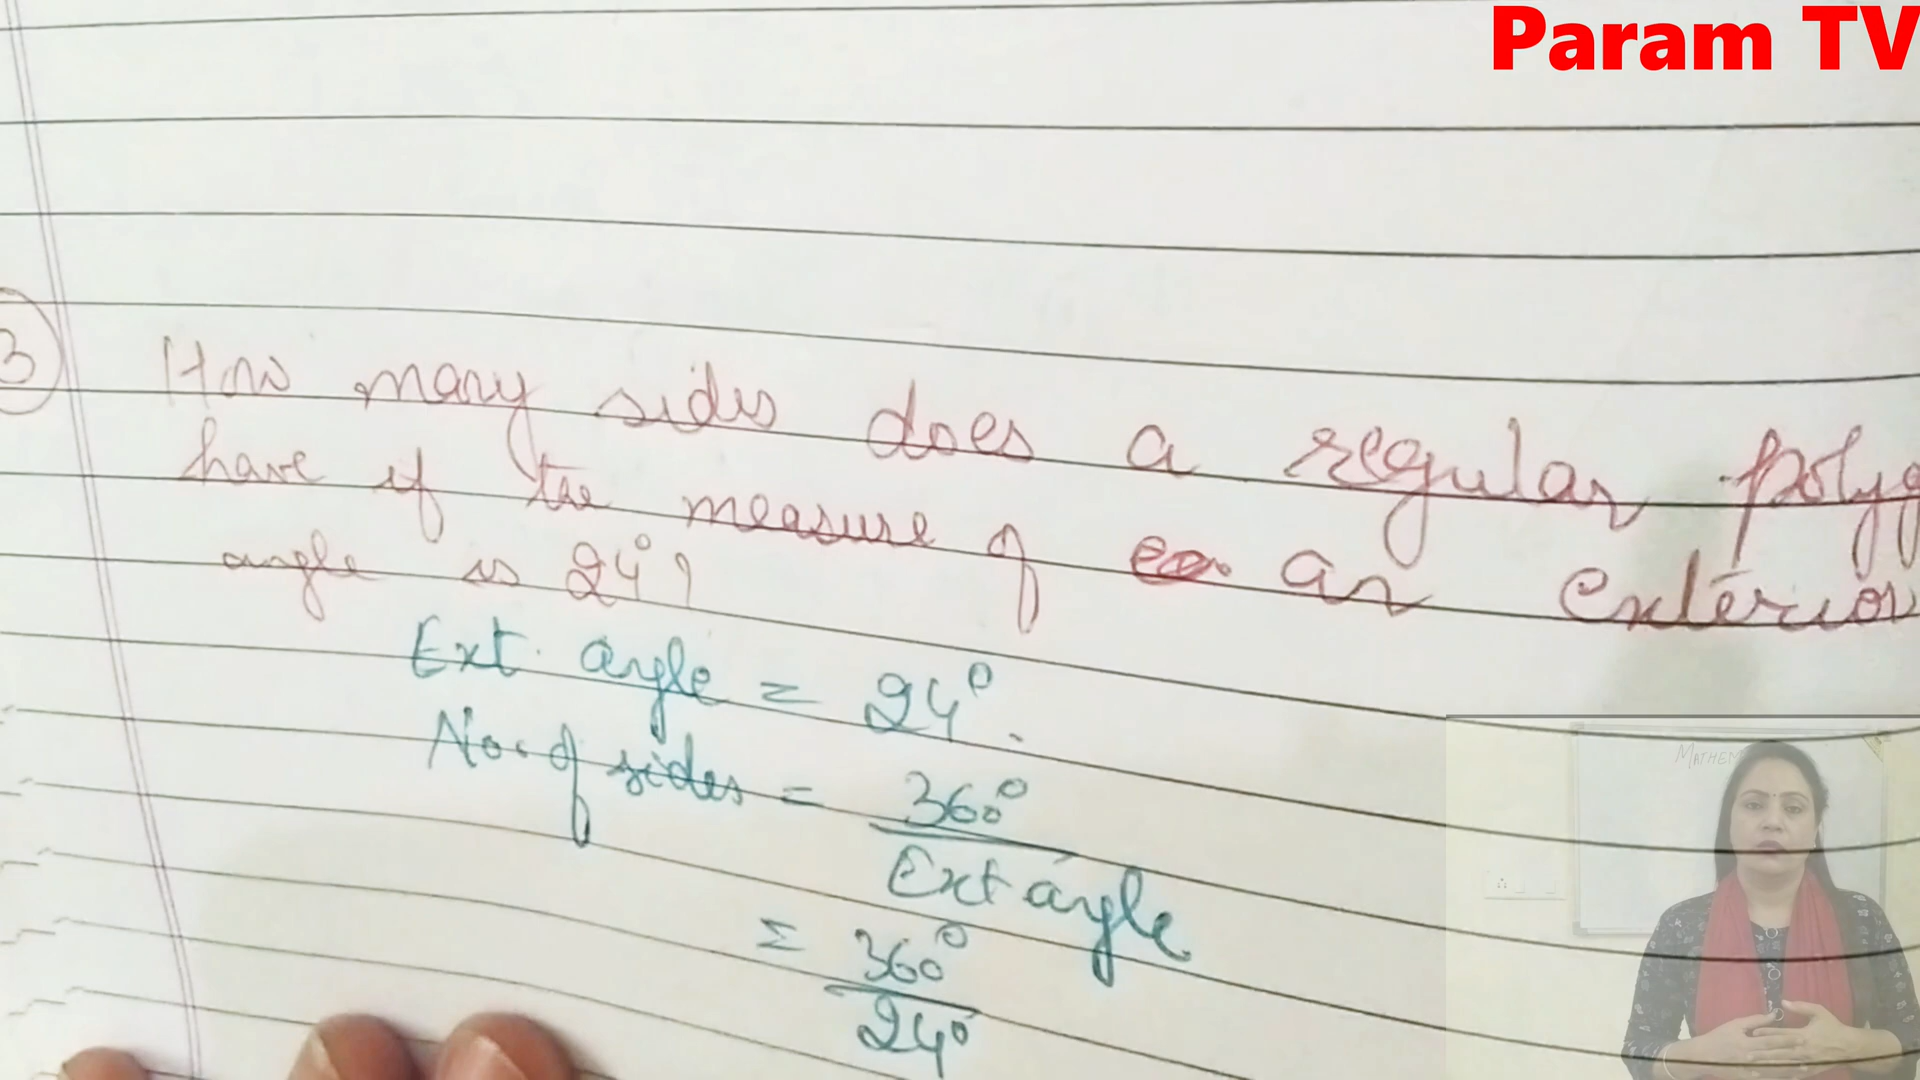 Param TV
3 How many sides does a regular polyg
have if the measure of an exterior
angle is 24°?
Ext. angle = 24°.
No. of sides = 360°
Ext angle
= 360°
24°
MATHEM